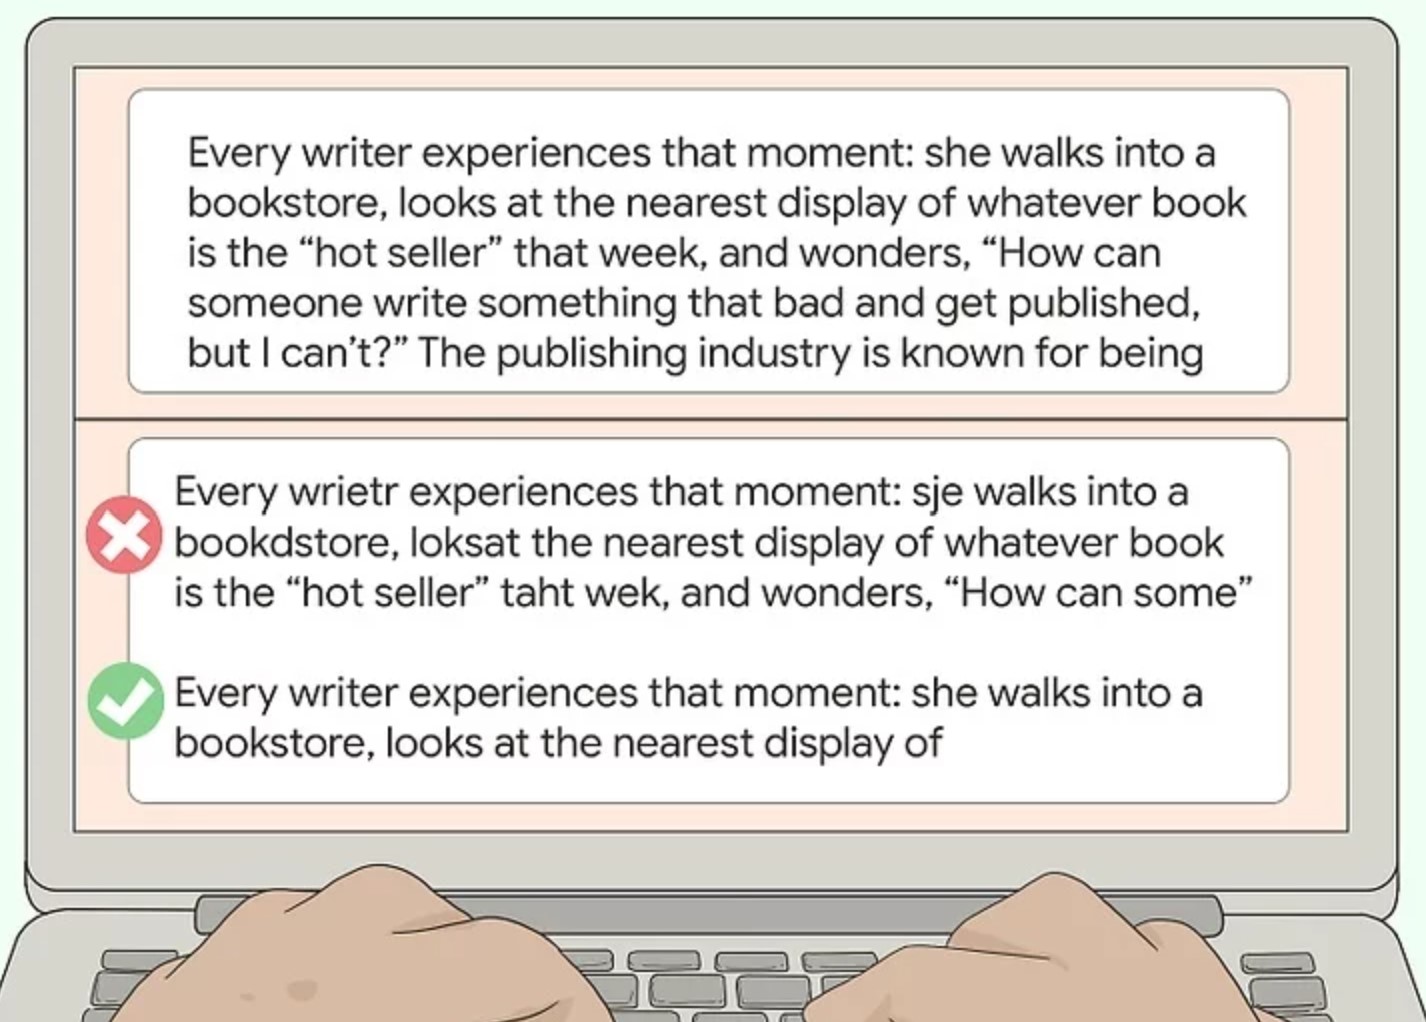 Every writer experiences that moment: she walks into a
bookstore, looks at the nearest display of whatever book
is the “hot seller” that week, and wonders, “How can
someone write something that bad and get published,
but I can’t?” The publishing industry is known for being
Every wrietr experiences that moment: sje walks into a
bookdstore, loksat the nearest display of whatever book
is the “hot seller” taht wek, and wonders, “How can some”
Every writer experiences that moment: she walks into a
bookstore, looks at the nearest display of